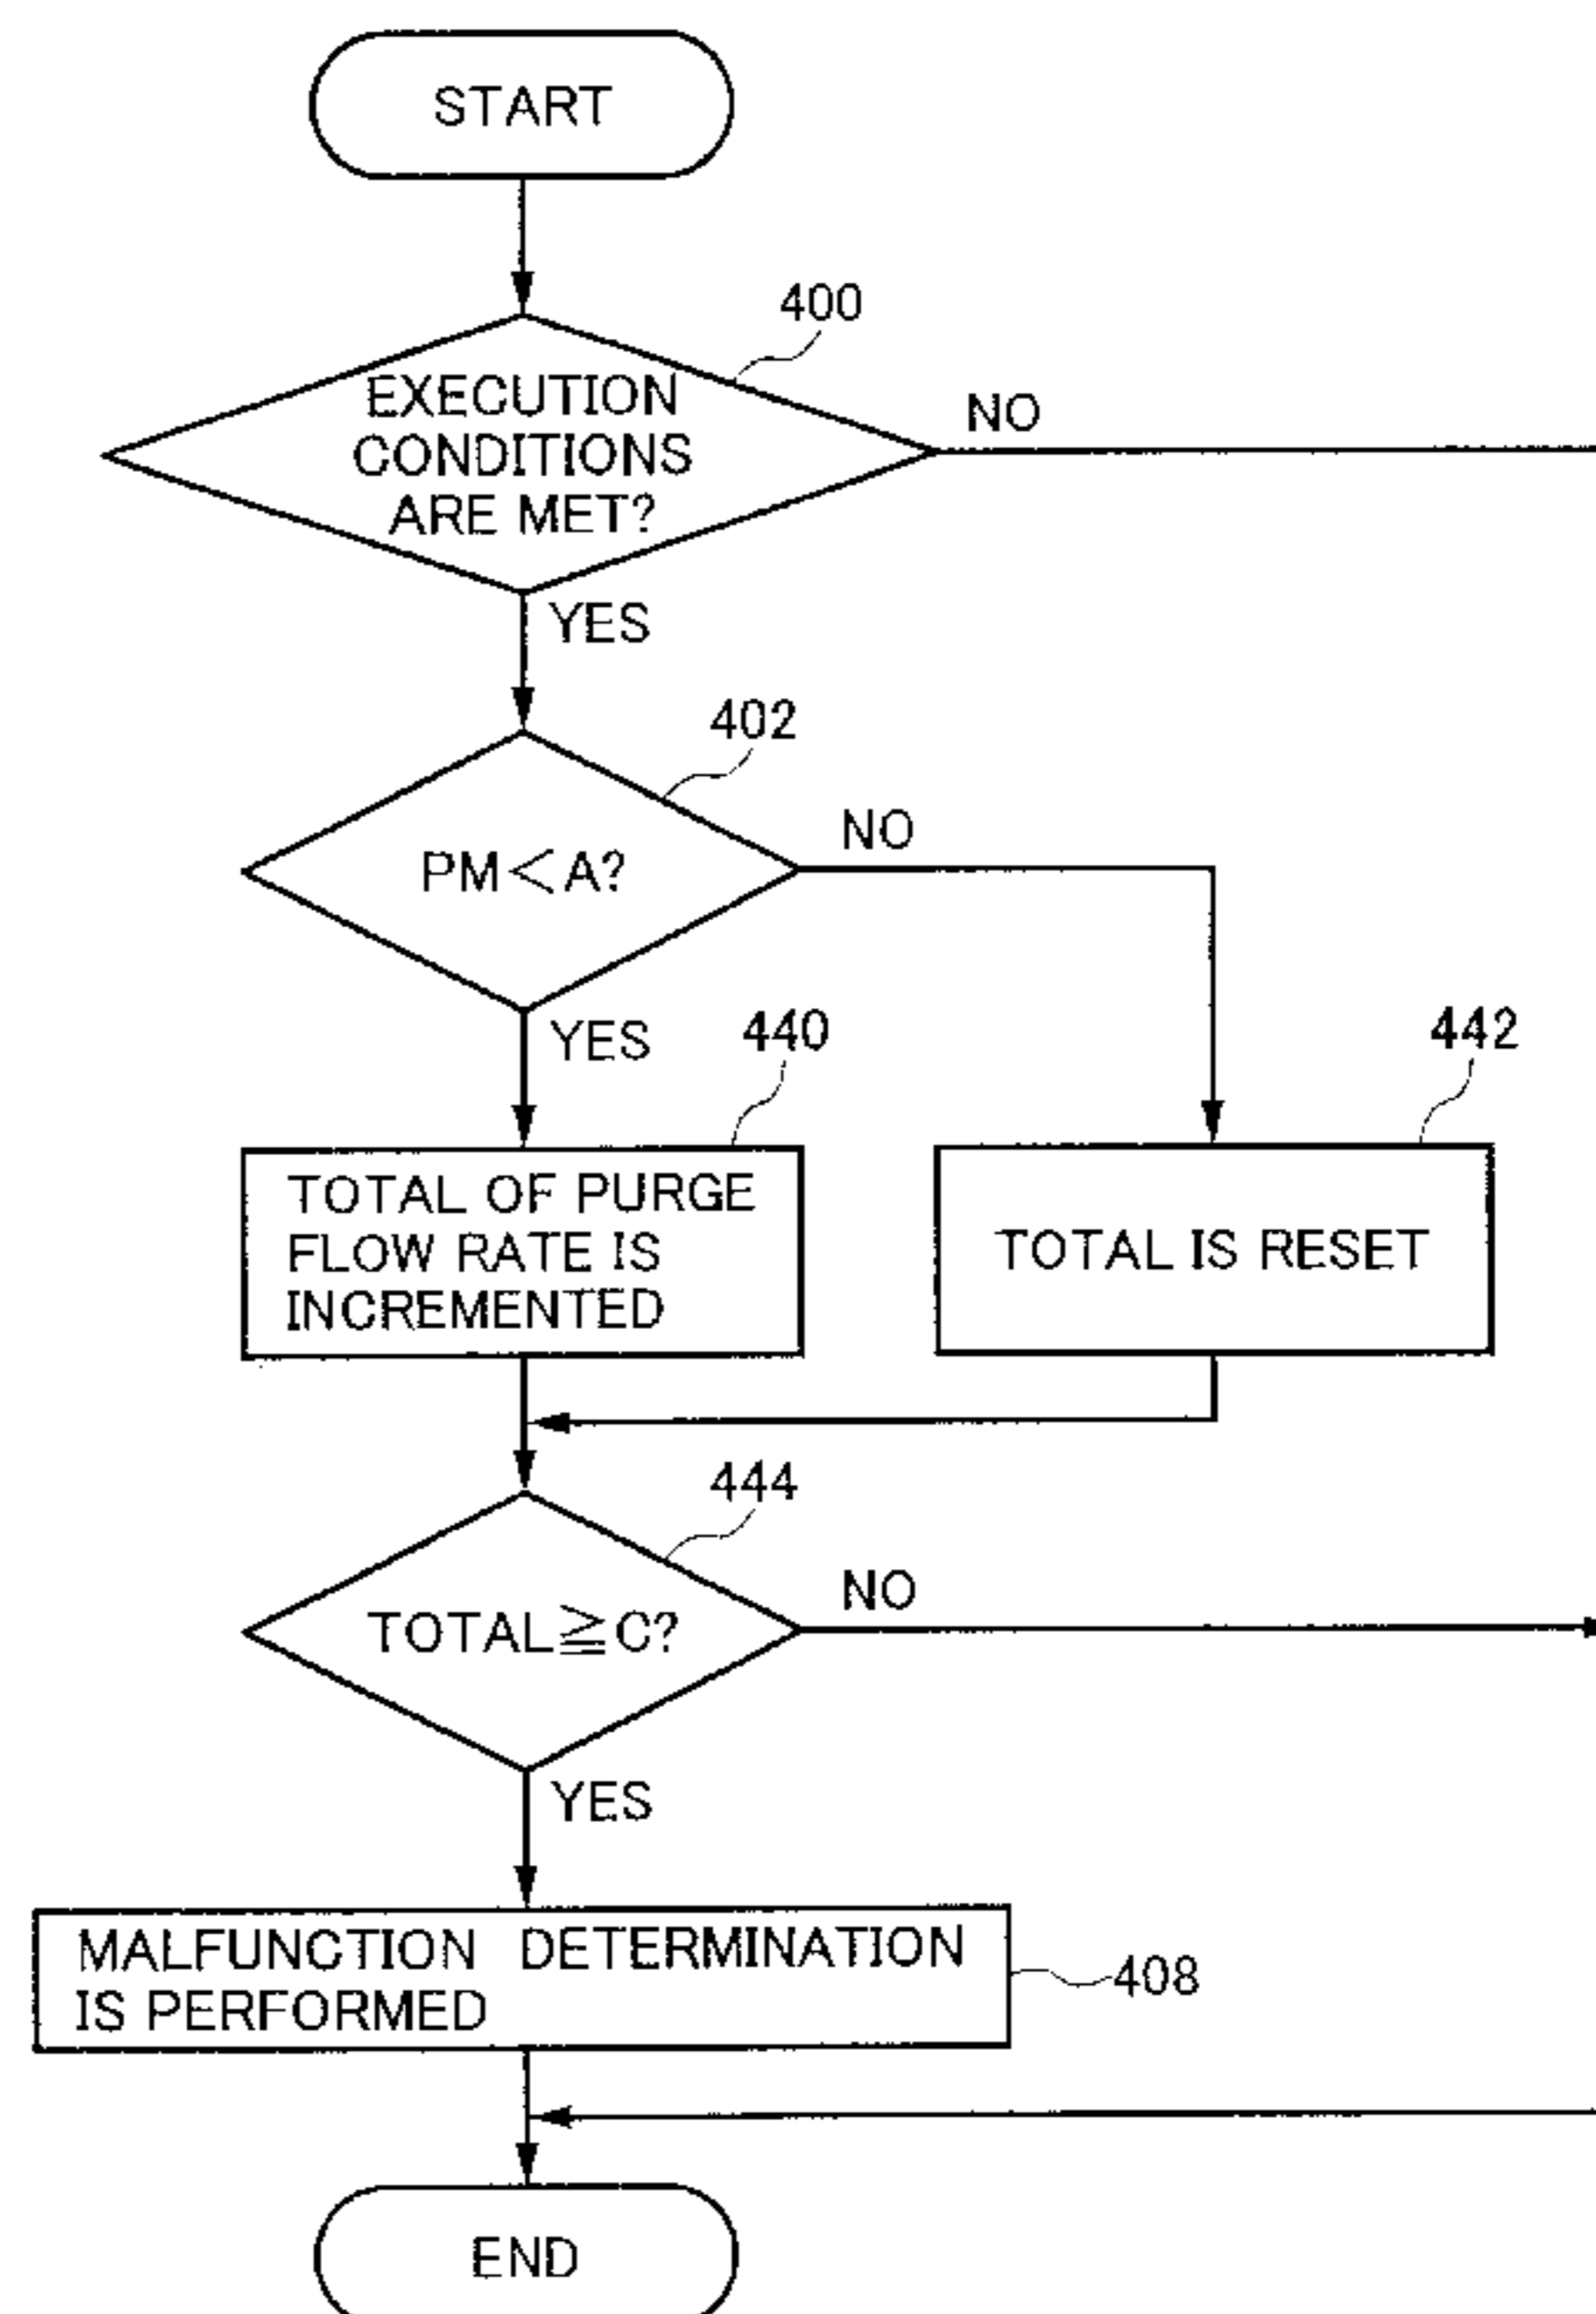 START
400
EXECUTION
CONDITIONS
ARE MET?
NO
YES
402
PM<A?
NO
YES
440
442
TOTAL OF PURGE
FLOW RATE IS
INCREMENTED
TOTAL IS RESET
444
TOTAL≧C?
NO
YES
MALFUNCTION DETERMINATION
IS PERFORMED
408
END